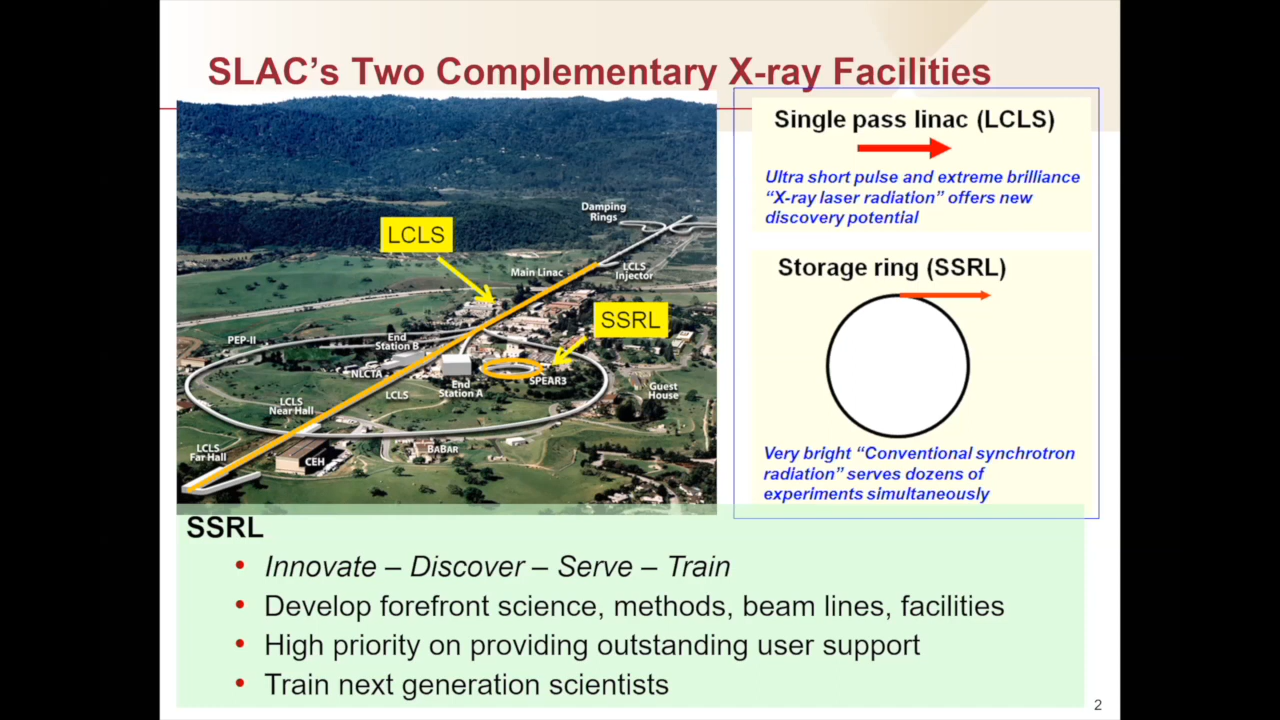 SLAC's Two Complementary X-ray Facilities
LCLS
SSRL
Damping
Rings
Main Linac
LCLS
Injector
PEP-II
End
Station B
NLCTA
LCLS
End
Station A
SPEAR3
Guest
House
LCLS
Near Hall
LCLS
Far Hall
CEH
BABAR
Single pass linac (LCLS)
Ultra short pulse and extreme brilliance
“X-ray laser radiation” offers new
discovery potential
Storage ring (SSRL)
Very bright “Conventional synchrotron
radiation” serves dozens of
experiments simultaneously
SSRL
• Innovate – Discover – Serve – Train
• Develop forefront science, methods, beam lines, facilities
• High priority on providing outstanding user support
• Train next generation scientists
2